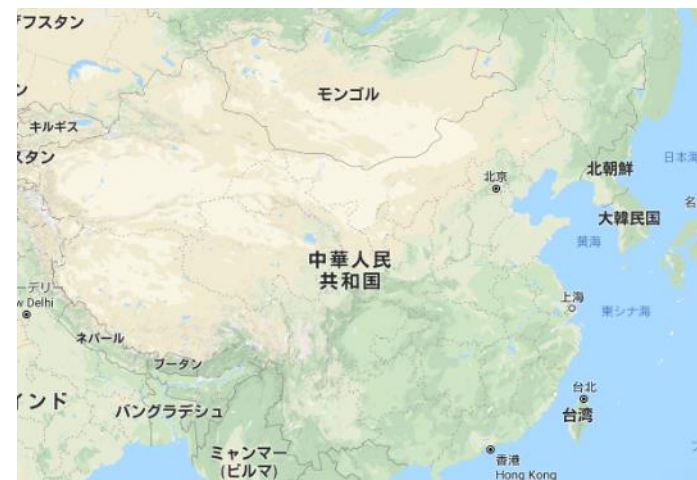 ザフスタン
モンゴル
ン
キルギス
スタン
北京
北朝鮮
日本海
大韓民国
名
黄海
中華人民
共和国
ーデリー
w Delhi
上海
東シナ海
ネパール
ブータン
インド
バングラデシュ
台北
台湾
ミャンマー
(ビルマ)
香港
Hong Kong